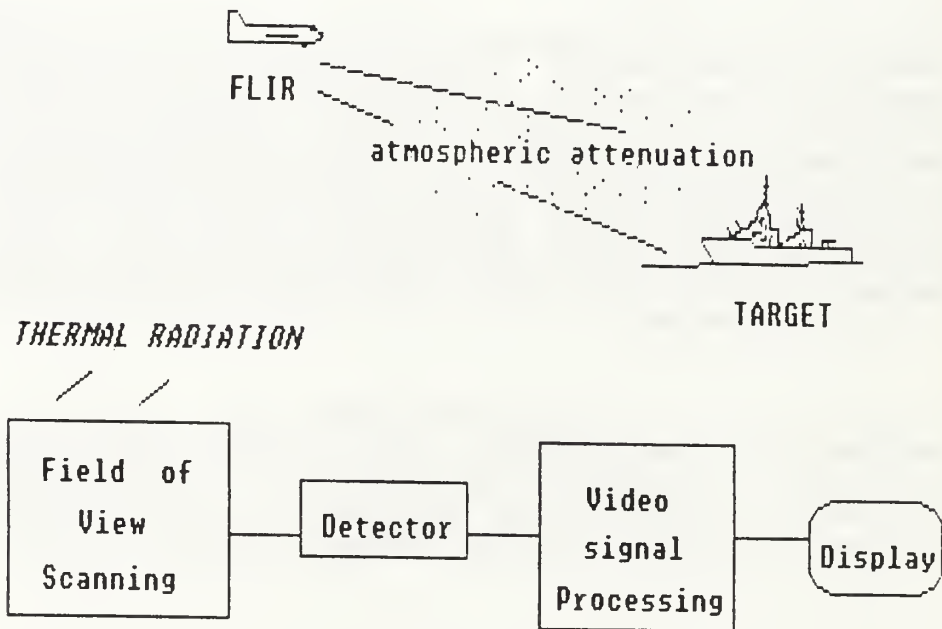 FLIR
atmospheric attenuation
TARGET
THERMAL RADIATION
Field of
View
Scanning
Detector
Video
signal
Processing
Display